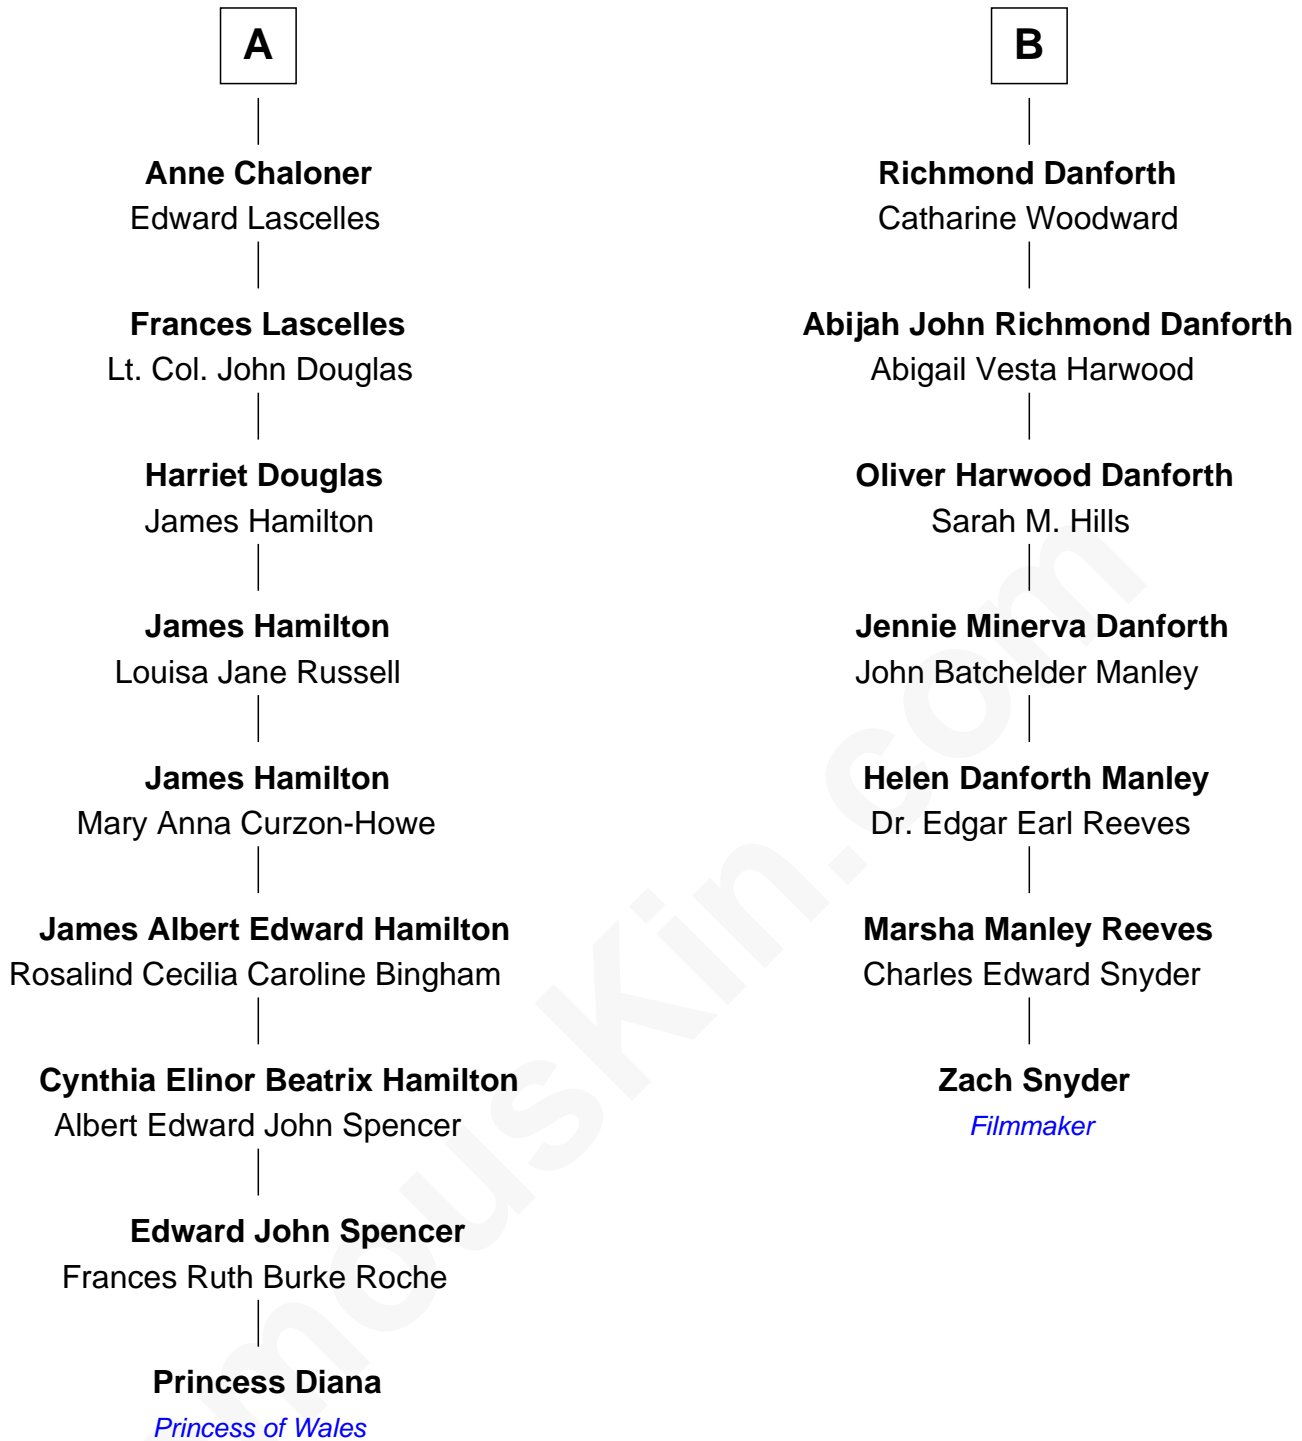 A
Anne Chaloner
Edward Lascelles
Frances Lascelles
Lt. Col. John Douglas
Harriet Douglas
James Hamilton
James Hamilton
Louisa Jane Russell
James Hamilton
Mary Anna Curzon-Howe
James Albert Edward Hamilton
Rosalind Cecilia Caroline Bingham
Cynthia Elinor Beatrix Hamilton
Albert Edward John Spencer
Edward John Spencer
Frances Ruth Burke Roche
Princess Diana
Princess of Wales
B
Richmond Danforth
Catharine Woodward
Abijah John Richmond Danforth
Abigail Vesta Harwood
Oliver Harwood Danforth
Sarah M. Hills
Jennie Minerva Danforth
John Batchelder Manley
Helen Danforth Manley
Dr. Edgar Earl Reeves
Marsha Manley Reeves
Charles Edward Snyder
Zach Snyder
Filmmaker
mousKin.com